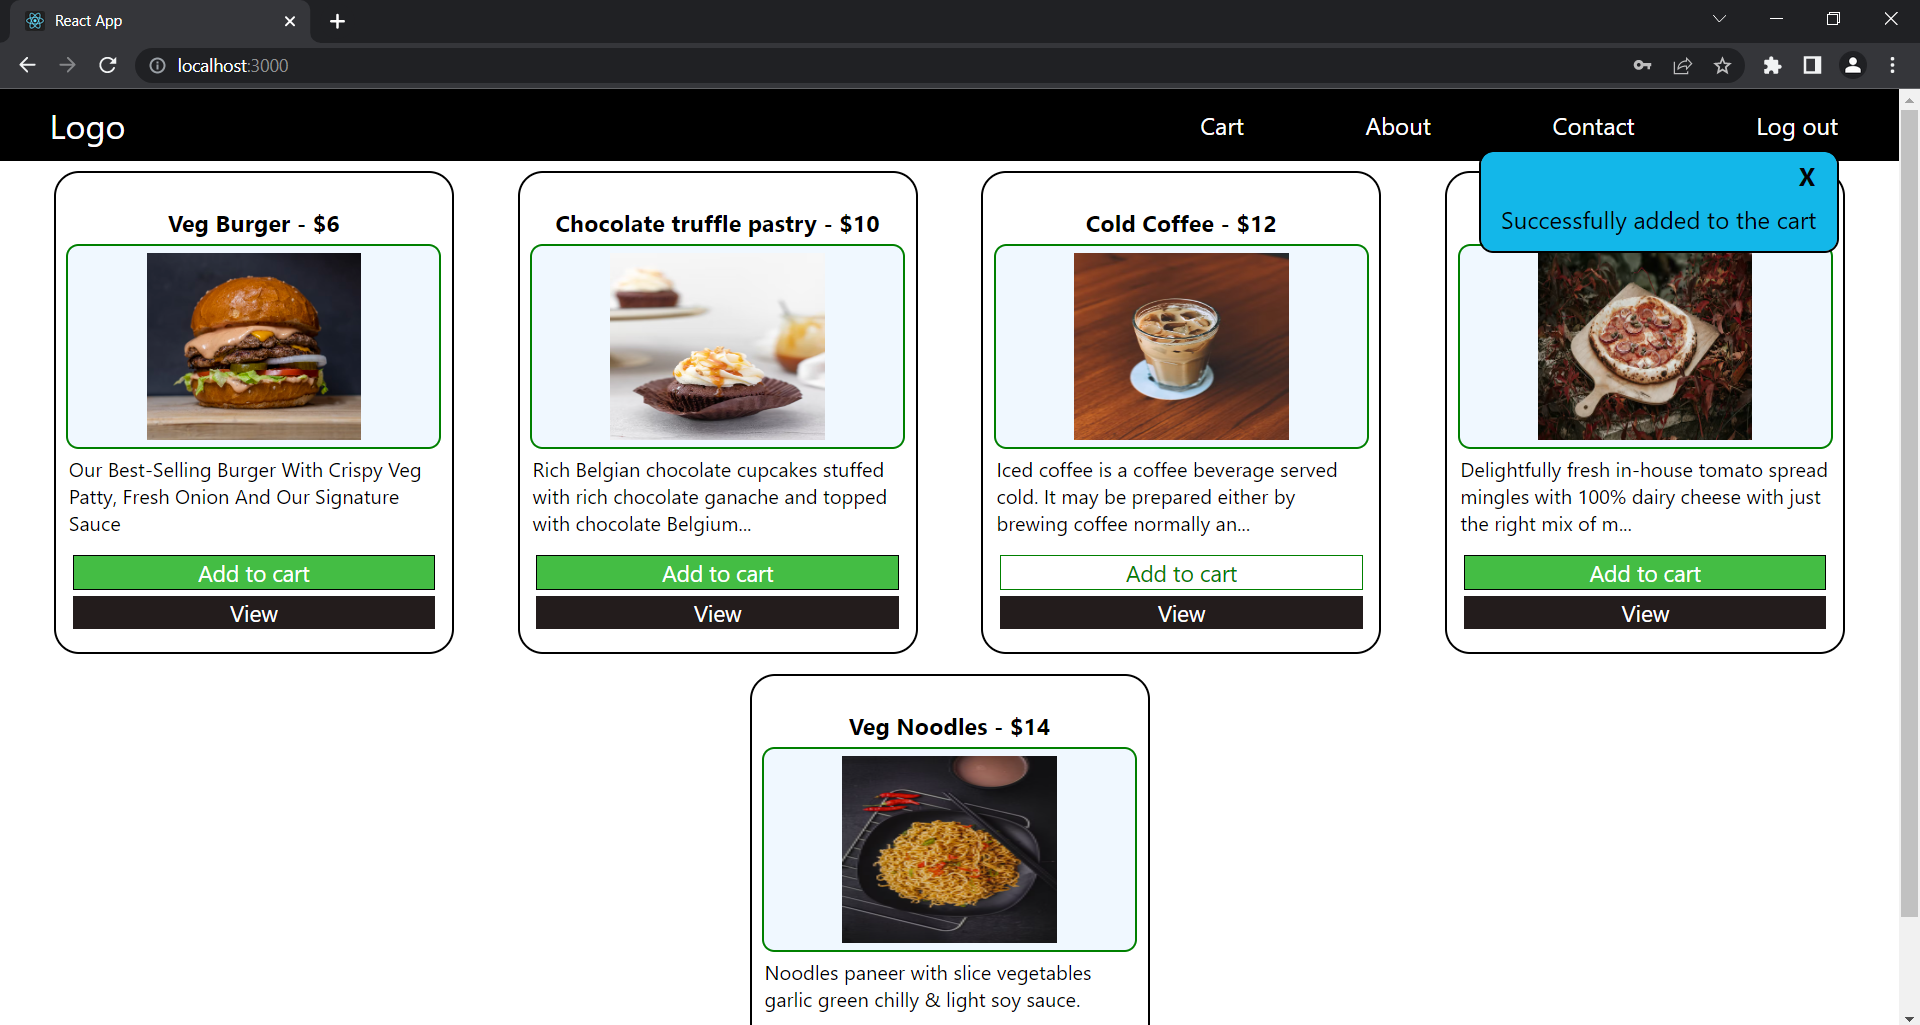 React App
localhost:3000
Logo
Cart
About
Contact
Log out
X
Successfully added to the cart
Veg Burger - $6
Our Best-Selling Burger With Crispy Veg
Patty, Fresh Onion And Our Signature
Sauce
Add to cart
View
Chocolate truffle pastry - $10
Rich Belgian chocolate cupcakes stuffed
with rich chocolate ganache and topped
with chocolate Belgium...
Add to cart
View
Cold Coffee - $12
Iced coffee is a coffee beverage served
cold. It may be prepared either by
brewing coffee normally an...
Add to cart
View
Delightfully fresh in-house tomato spread
mingles with 100% dairy cheese with just
the right mix of m...
Add to cart
View
Veg Noodles - $14
Noodles paneer with slice vegetables
garlic green chilly & light soy sauce.